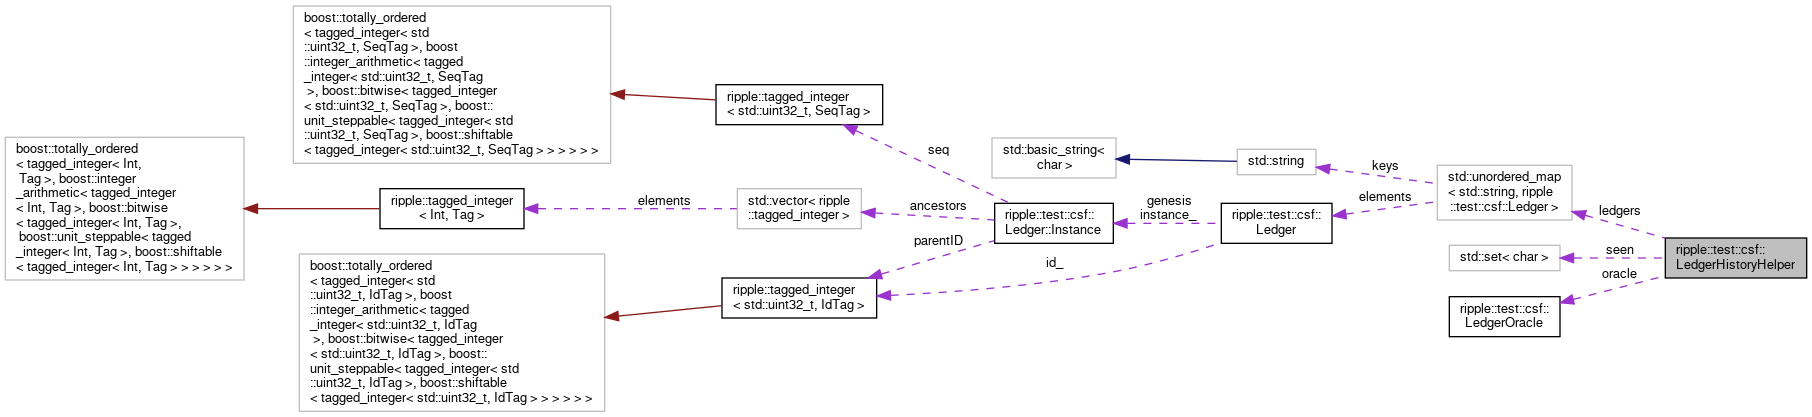 boost::totally_ordered
< tagged_integer< std
::uint32_t, SeqTag >, boost
::integer_arithmetic< tagged
_integer< std::uint32_t, SeqTag
 >, boost::bitwise< tagged_integer
< std::uint32_t, SeqTag >, boost::
unit_steppable< tagged_integer< std
::uint32_t, SeqTag >, boost::shiftable
< tagged_integer< std::uint32_t, SeqTag > > > > > >
boost::totally_ordered
< tagged_integer< Int,
 Tag >, boost::integer
_arithmetic< tagged_integer
< Int, Tag >, boost::bitwise
< tagged_integer< Int, Tag >,
 boost::unit_steppable< tagged
_integer< Int, Tag >, boost::shiftable
< tagged_integer< Int, Tag > > > > > >
boost::totally_ordered
< tagged_integer< std
::uint32_t, IdTag >, boost
::integer_arithmetic< tagged
_integer< std::uint32_t, IdTag
 >, boost::bitwise< tagged_integer
< std::uint32_t, IdTag >, boost::
unit_steppable< tagged_integer< std
::uint32_t, IdTag >, boost::shiftable
< tagged_integer< std::uint32_t, IdTag > > > > > >
ripple::tagged_integer
< std::uint32_t, SeqTag >
ripple::tagged_integer
< Int, Tag >
elements
std::vector< ripple
::tagged_integer >
ripple::tagged_integer
< std::uint32_t, IdTag >
seq
ancestors
parentID
std::basic_string<
char >
ripple::test::csf::
Ledger::Instance
genesis
instance_
id_
std::string
ripple::test::csf::
Ledger
keys
elements
std::unordered_map
< std::string, ripple
::test::csf::Ledger >
std::set< char >
ripple::test::csf::
LedgerOracle
ledgers
seen
oracle
ripple::test::csf::
LedgerHistoryHelper